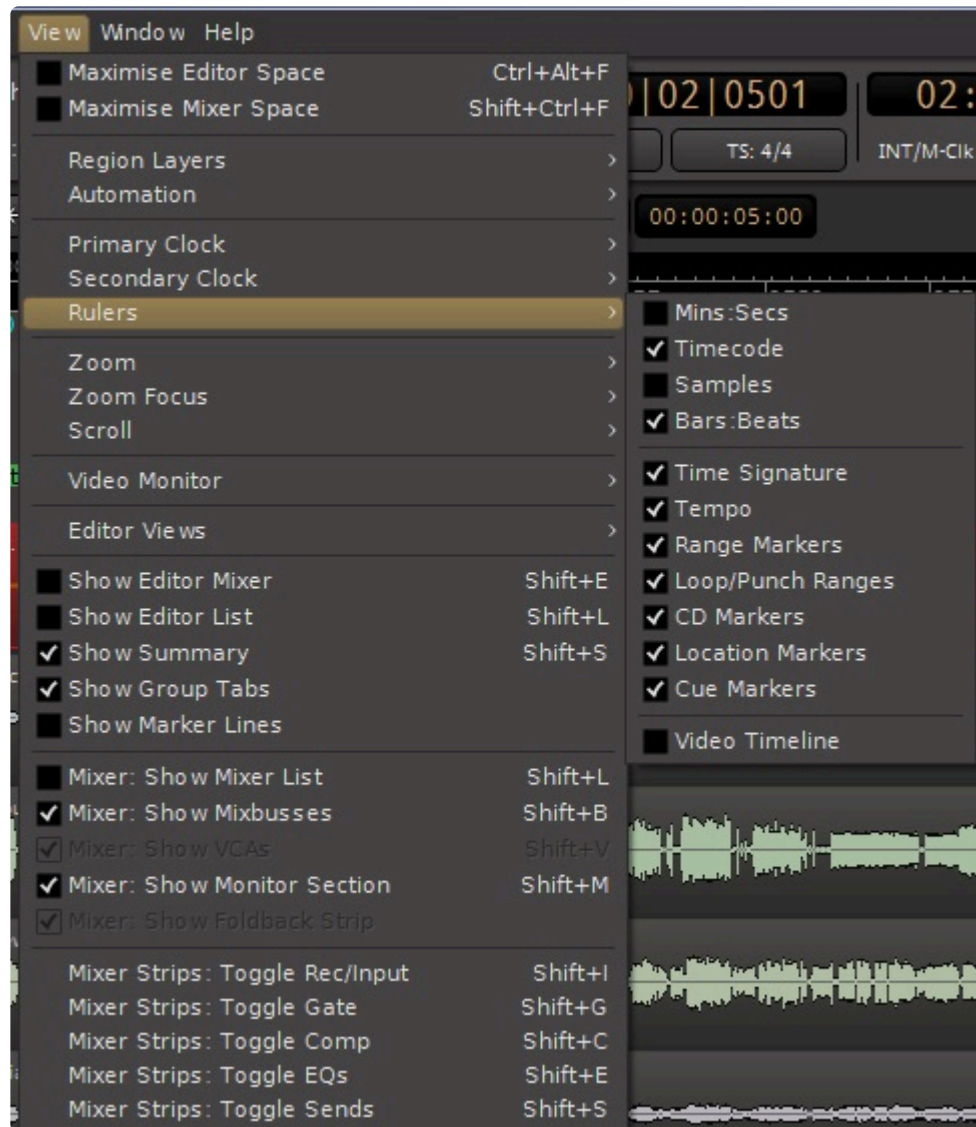 View Window Help
Maximise Editor Space Ctrl+Alt+F
Maximise Mixer Space Shift+Ctrl+F
|02|0501 02:
TS: 4/4 INT/M-Clk
Region Layers
Automation
00:00:05:00
Primary Clock
Secondary Clock
Rulers
Zoom
Zoom Focus
Scroll
Video Monitor
Editor Views
Show Editor Mixer Shift+E
Show Editor List Shift+L
Show Summary Shift+S
Show Group Tabs
Show Marker Lines
Mixer: Show Mixer List Shift+L
Mixer: Show Mixbusses Shift+B
Mixer: Show VCAs Shift+V
Mixer: Show Monitor Section Shift+M
Mixer: Show Foldback Strip
Mixer Strips: Toggle Rec/Input Shift+I
Mixer Strips: Toggle Gate Shift+G
Mixer Strips: Toggle Comp Shift+C
Mixer Strips: Toggle EQs Shift+E
Mixer Strips: Toggle Sends Shift+S
Mins:Secs
Timecode
Samples
Bars:Beats
Time Signature
Tempo
Range Markers
Loop/Punch Ranges
CD Markers
Location Markers
Cue Markers
Video Timeline